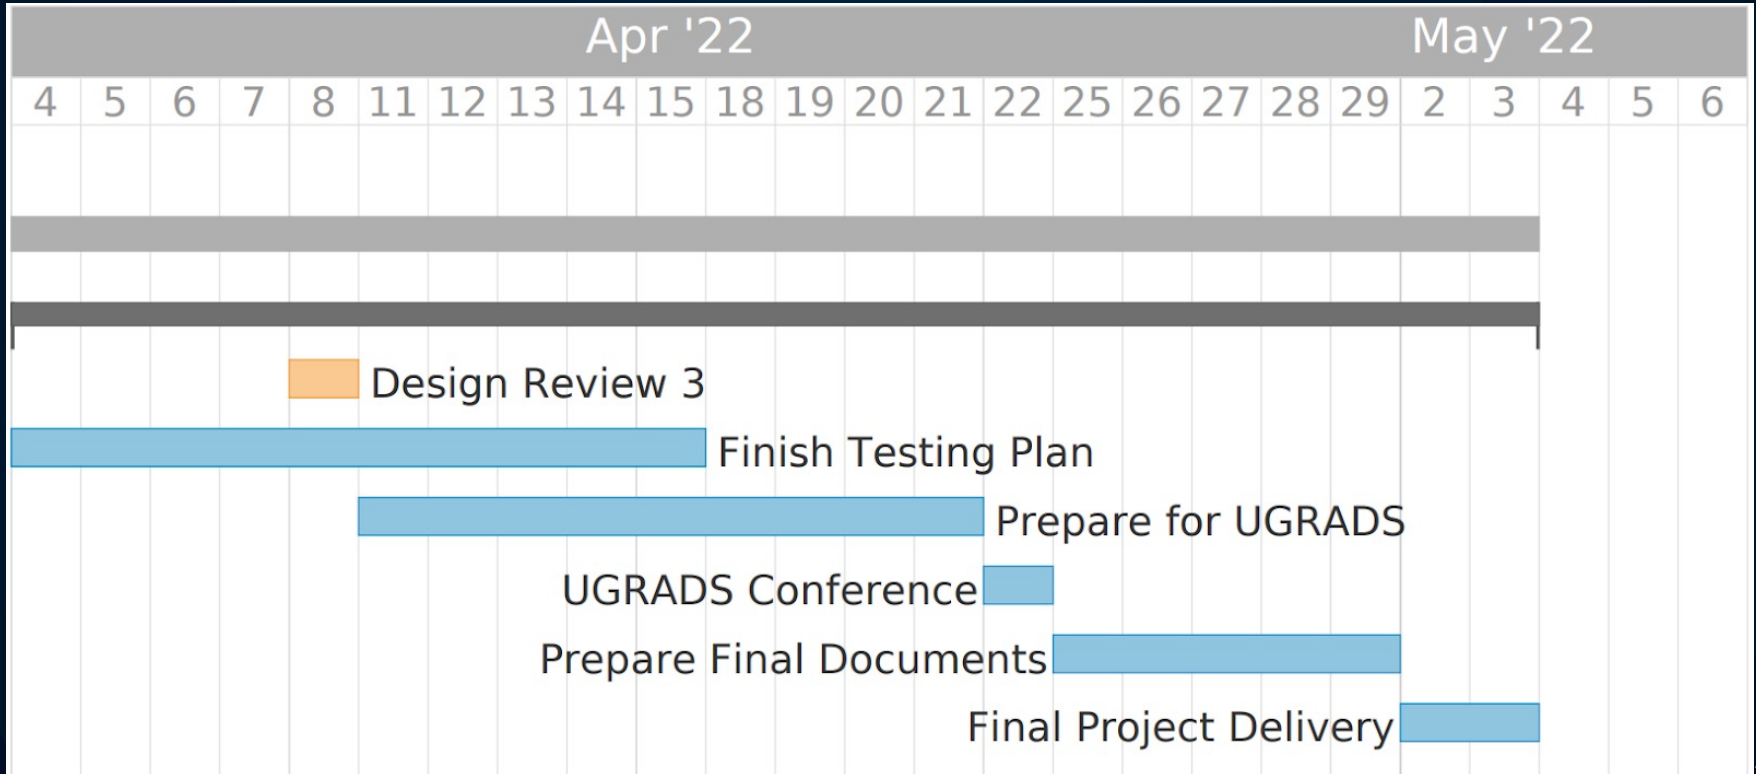 Apr '22 May '22
4 5 6 7 8 11 12 13 14 15 18 19 20 21 22 25 26 27 28 29 2 3 4 5 6
Design Review 3
Finish Testing Plan
Prepare for UGRADS
UGRADS Conference
Prepare Final Documents
Final Project Delivery